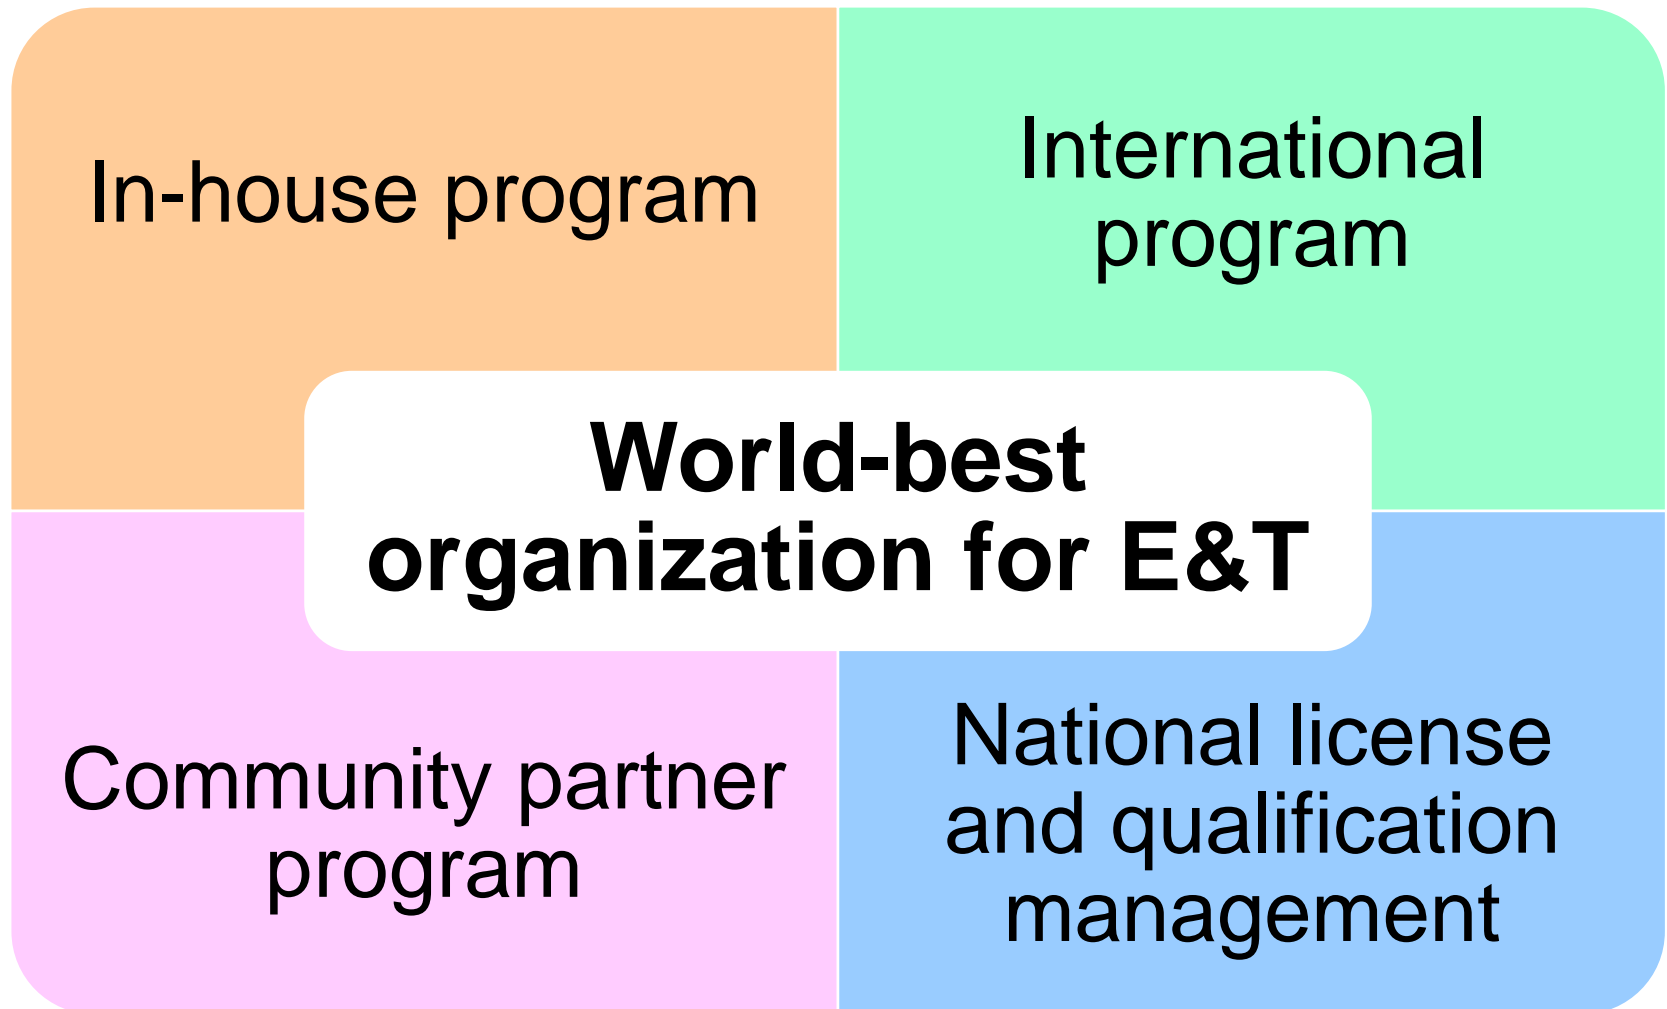 In-house program
International
program
World-best
organization for E&T
Community partner
program
National license
and qualification
management